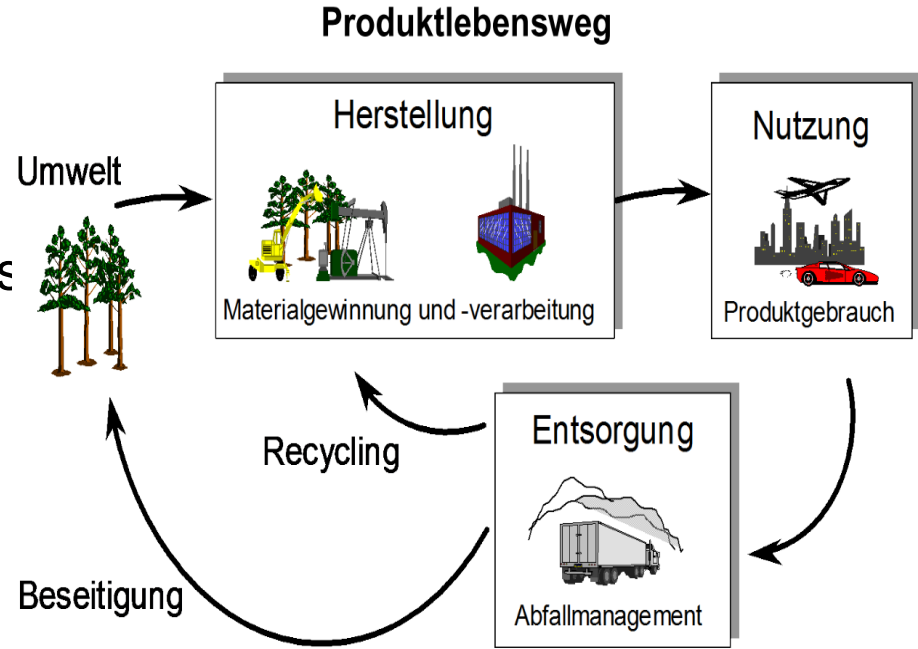 Produktlebensweg
Herstellung
Nutzung
Umwelt
S
Materialgewinnung und -verarbeitung
Produktgebrauch
Entsorgung
Recycling
Beseitigung
Abfallmanagement